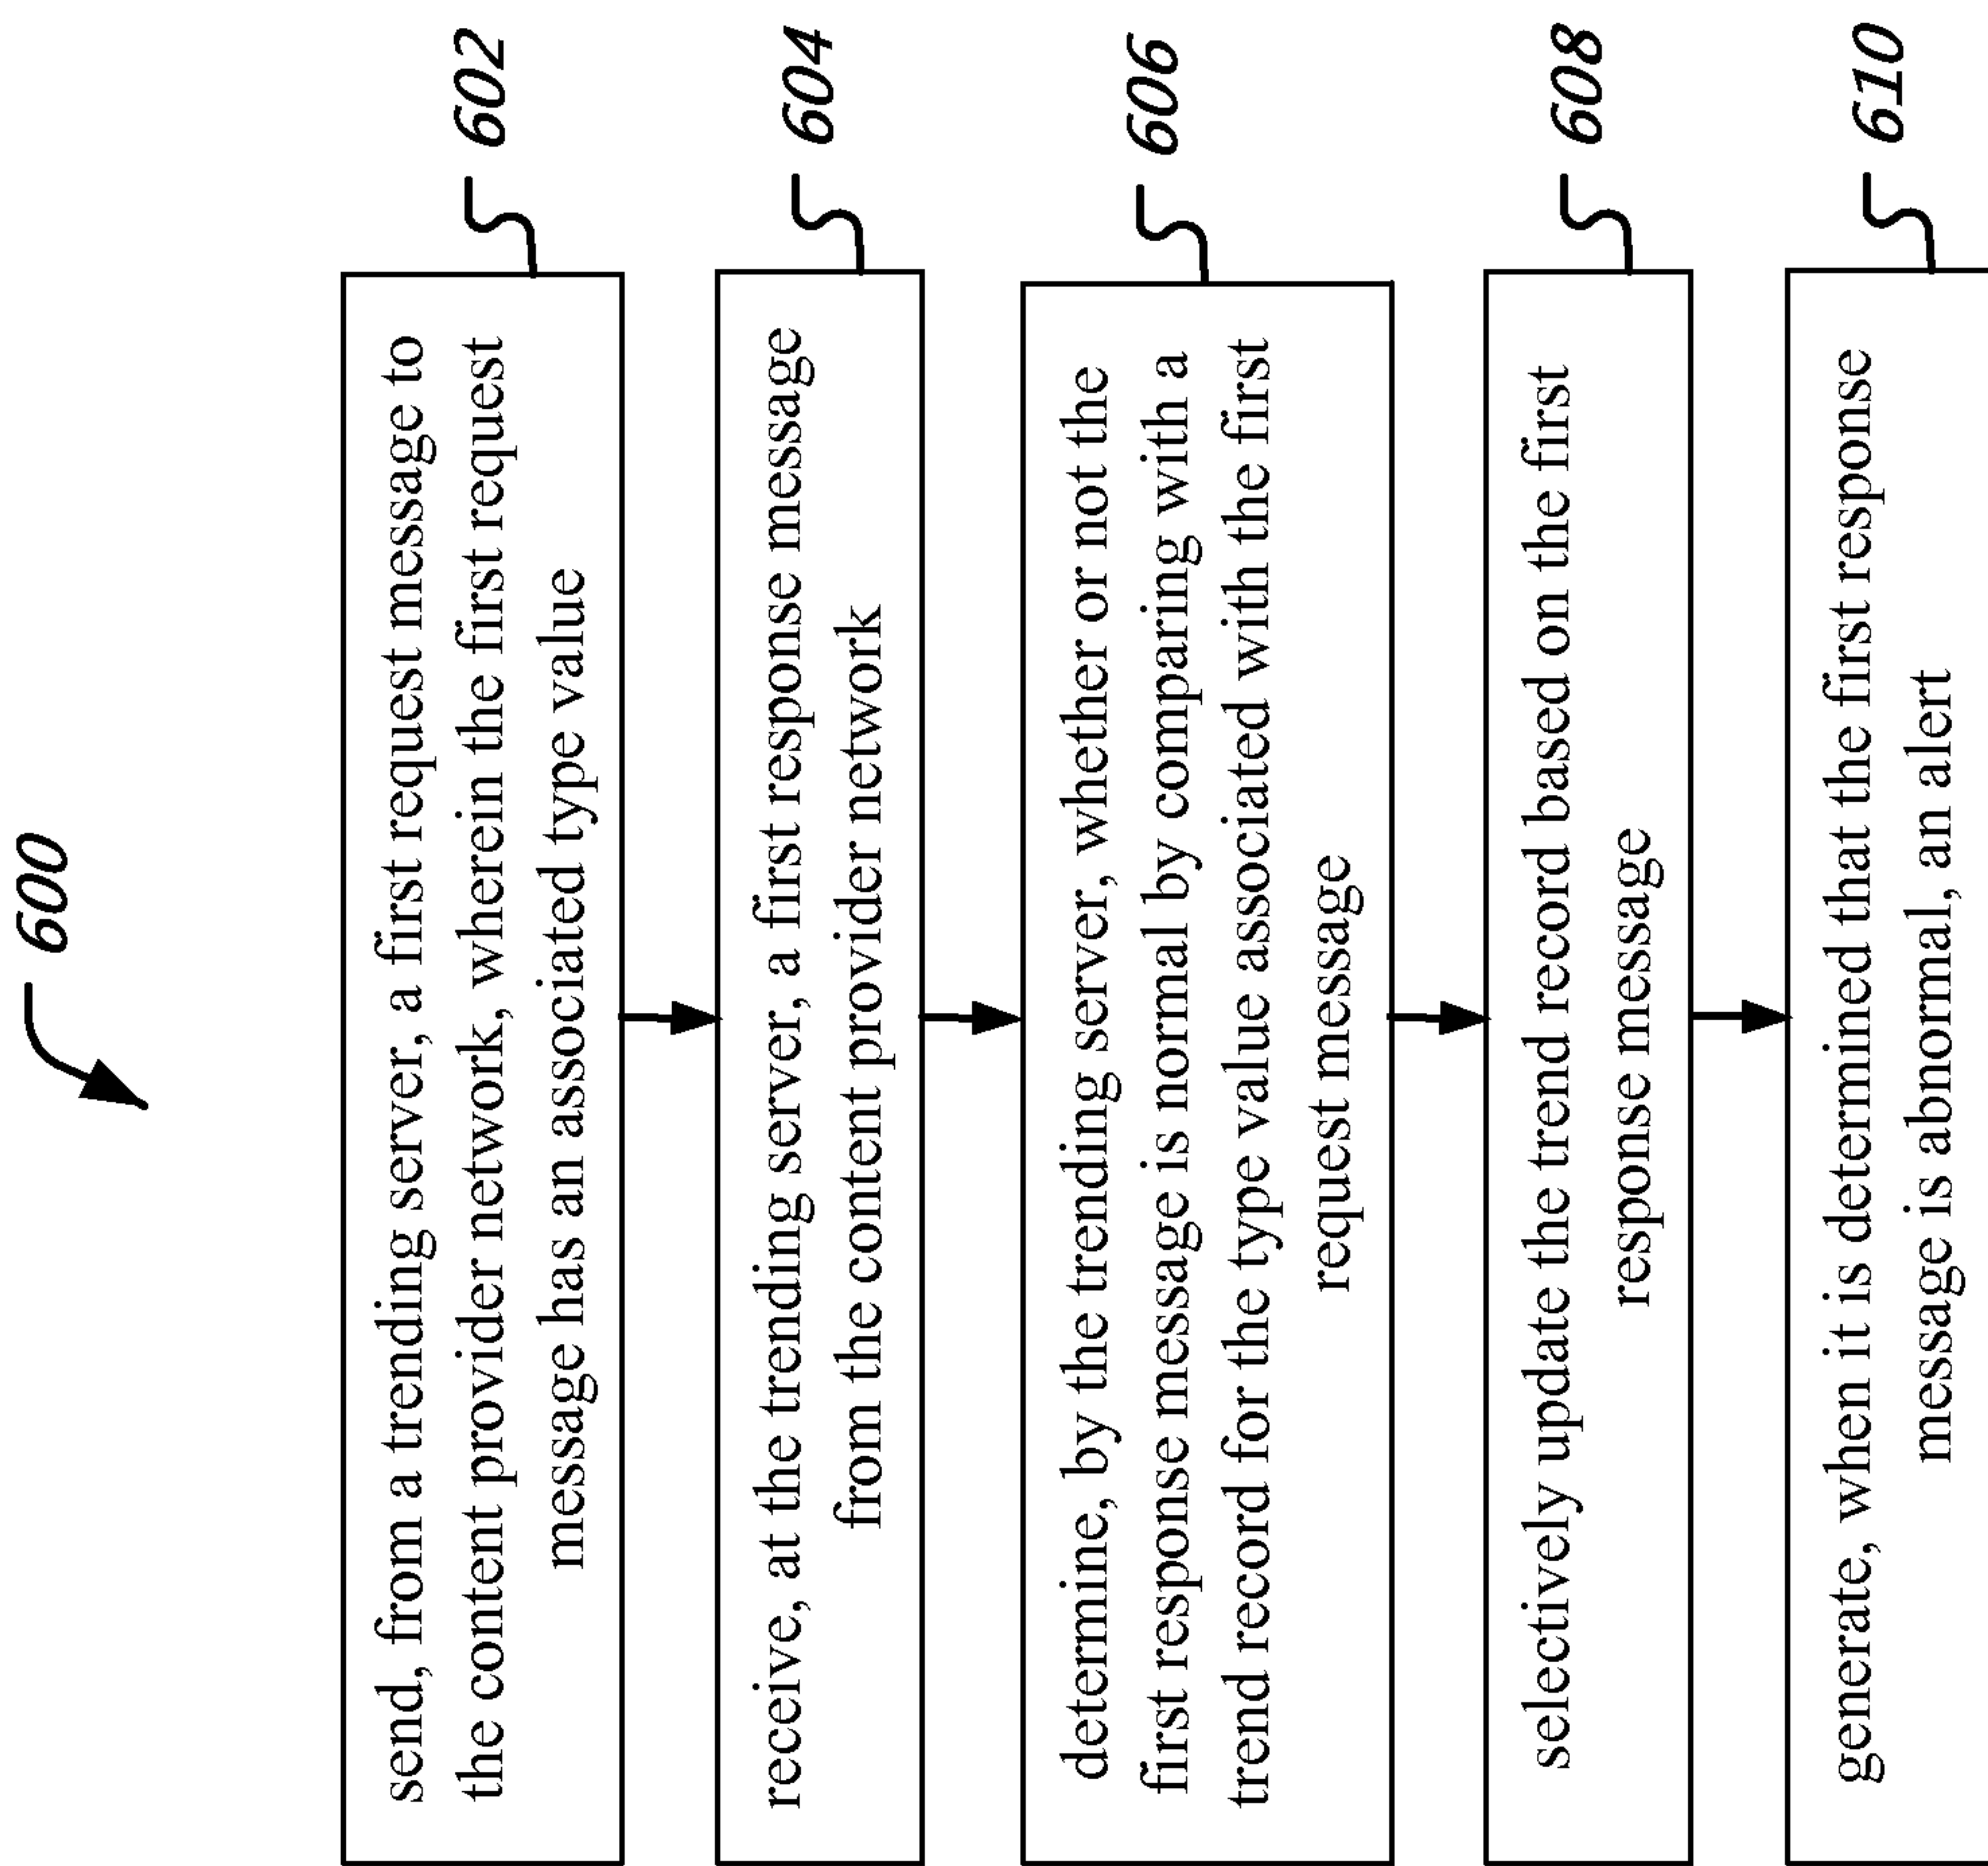 600
send, from a trending server, a first request message to
the content provider network, wherein the first request
message has an associated type value
602
receive, at the trending server, a first response message
from the content provider network
604
determine, by the trending server, whether or not the
first response message is normal by comparing with a
trend record for the type value associated with the first
request message
606
selectively update the trend record based on the first
response message
608
generate, when it is determined that the first response
message is abnormal, an alert
610